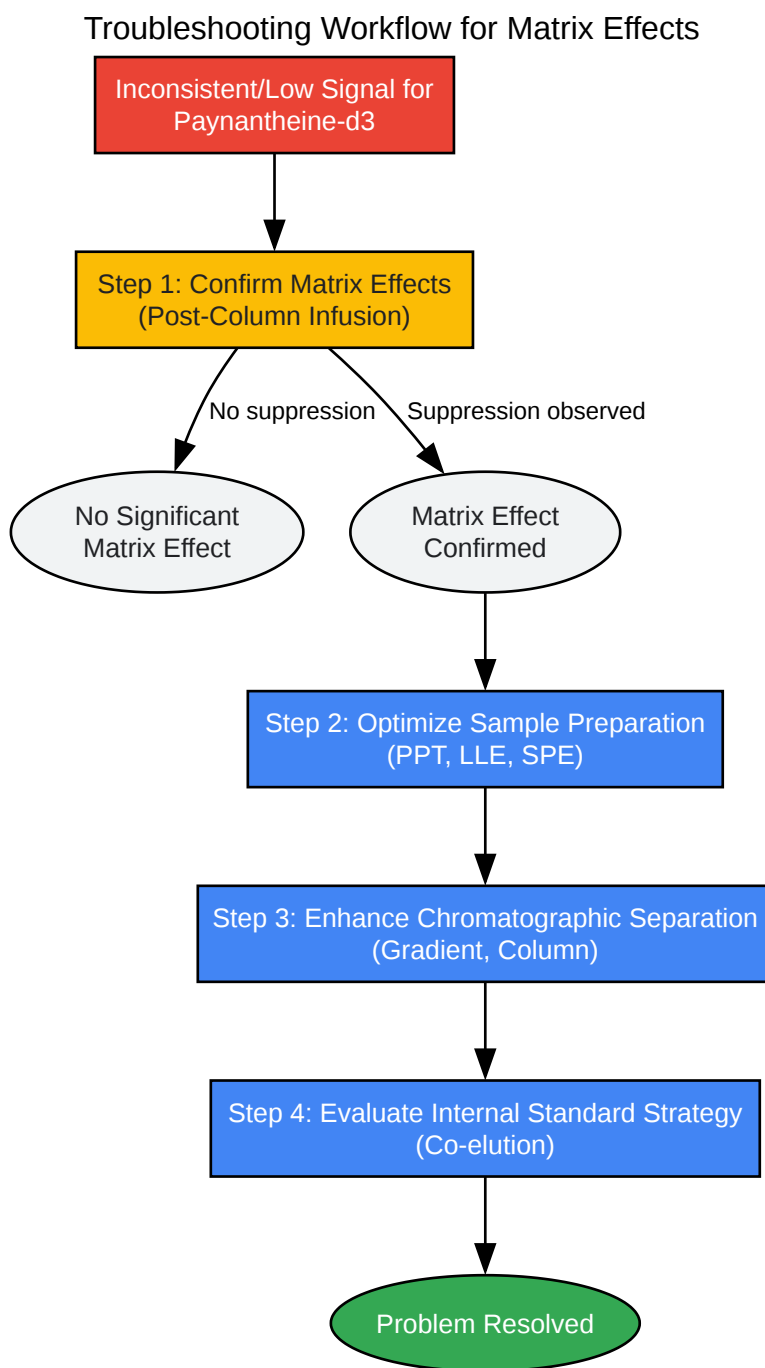 Troubleshooting Workflow for Matrix Effects
Inconsistent/Low Signal for
Paynantheine-d3
Step 1: Confirm Matrix Effects
(Post-Column Infusion)
No suppression
Suppression observed
No Significant
Matrix Effect
Matrix Effect
Confirmed
Step 2: Optimize Sample Preparation
(PPT, LLE, SPE)
Step 3: Enhance Chromatographic Separation
(Gradient, Column)
Step 4: Evaluate Internal Standard Strategy
(Co-elution)
Problem Resolved